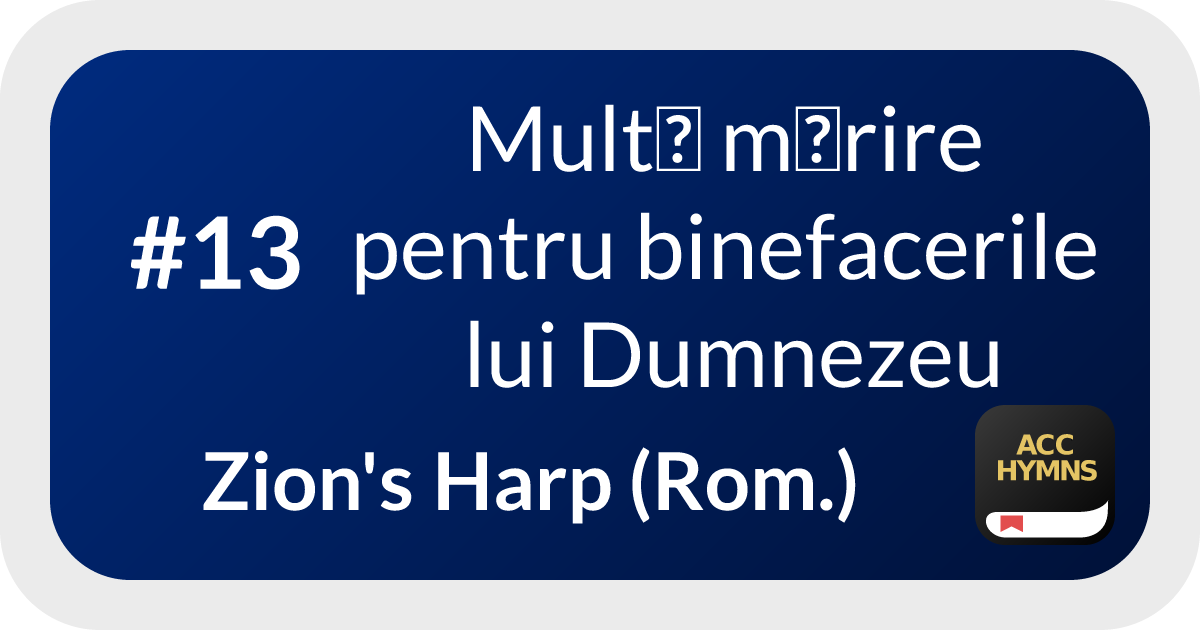 Mult⍰ m⍰rire
#13 pentru binefacerile
lui Dumnezeu
Zion's Harp (Rom.)
ACC
HYMNS